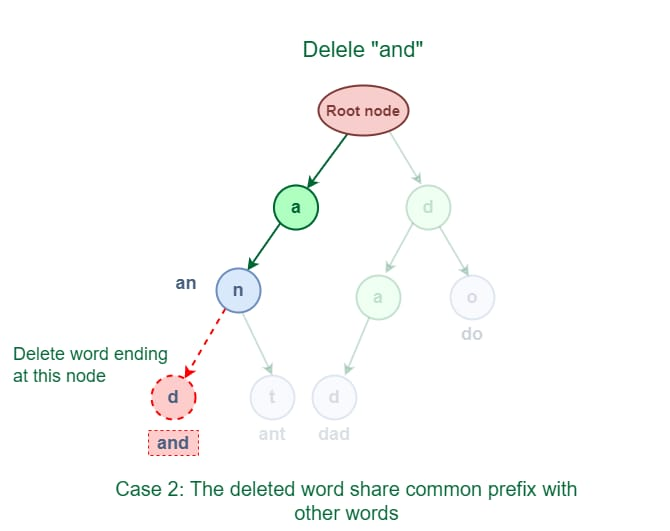 Delele "and"
Root node
a
d
an
n
a
o
do
Delete word ending
at this node
d
t
d
and
ant
dad
Case 2: The deleted word share common prefix with
other words